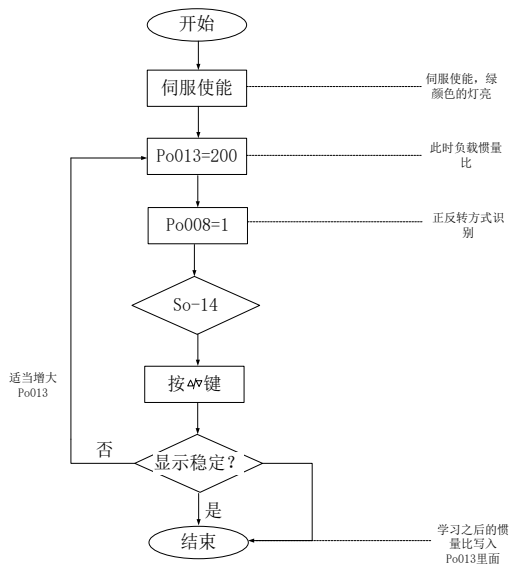 开始
伺服使能
伺服使能，绿
颜色的灯亮
Po013=200
此时负载惯量
比
Po008=1
正反转方式识
别
So-14
适当增大
Po013
按△/▽键
否
显示稳定？
是
结束
学习之后的惯
量比写入
Po013里面